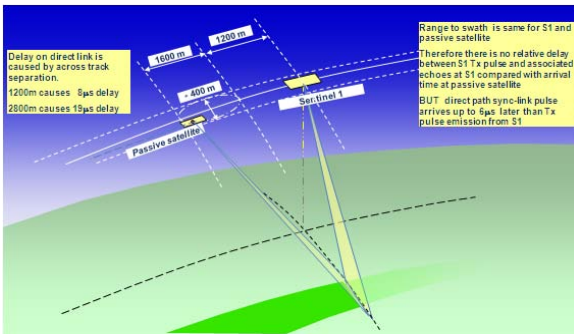 Delay on direct link is
caused by across track
separation.
1200m causes 8µs delay
2800m causes 19µs delay
1600 m
1200 m
- 400 m
Sentinel 1
Passive satellite
Range to swath is same for S1 and
passive satellite
Therefore there is no relative delay
between S1 Tx pulse and associated
echoes at S1 compared with arrival
time at passive satellite
BUT direct path sync-link pulse
arrives up to 6µs later than Tx
pulse emission from S1